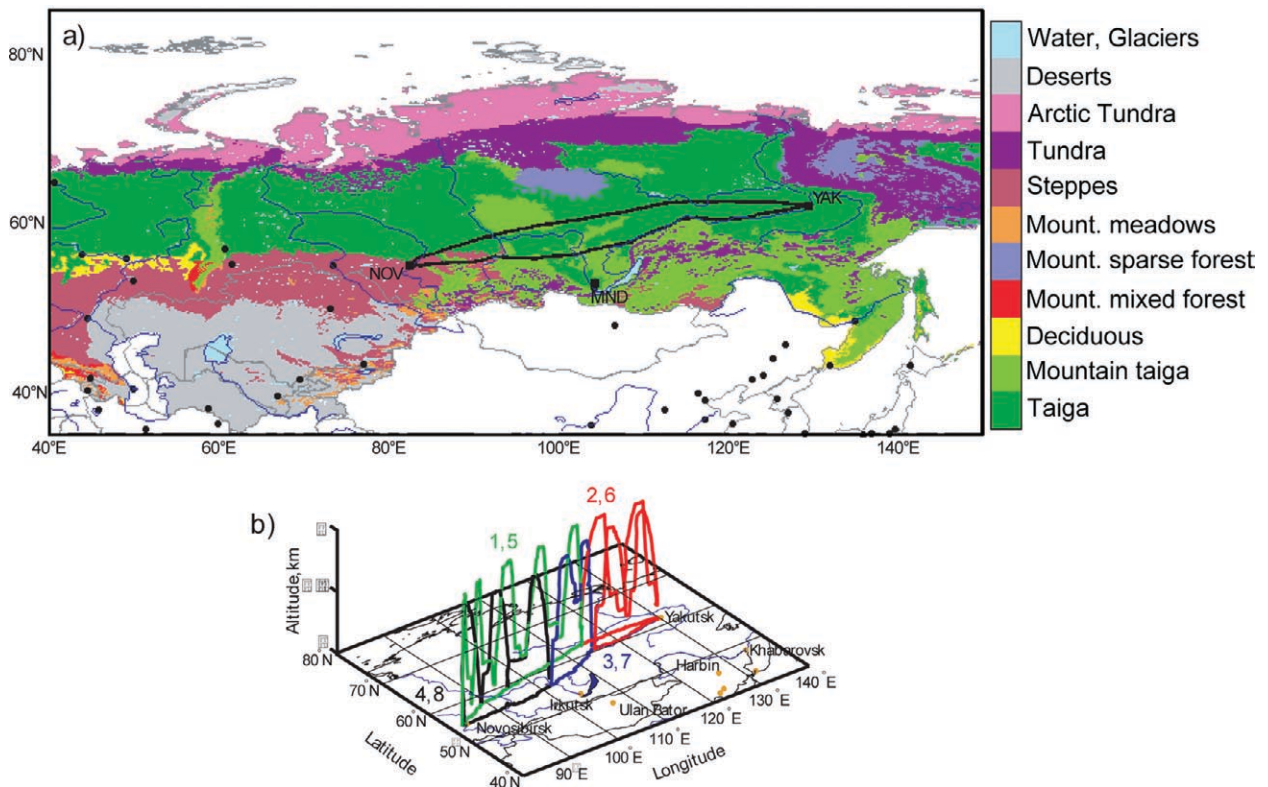 a)
80°N
60°N
40°N
40°E
60°E
80°E
100°E
120°E
140°E
NOV
MND
YAK
Water, Glaciers
Deserts
Arctic Tundra
Tundra
Steppes
Mount. meadows
Mount. sparse forest
Mount. mixed forest
Deciduous
Mountain taiga
Taiga
b)
2,6
1,5
3,7
4,8
Altitude,km
80 N
70 N
60 N
50 N
40 N
Latitude
90°E
100°E
110°E
120°E
130°E
140°E
Longitude
Yakutsk
Khabarovsk
Harbin
Irkutsk
Ulan Bator
Novosibirsk